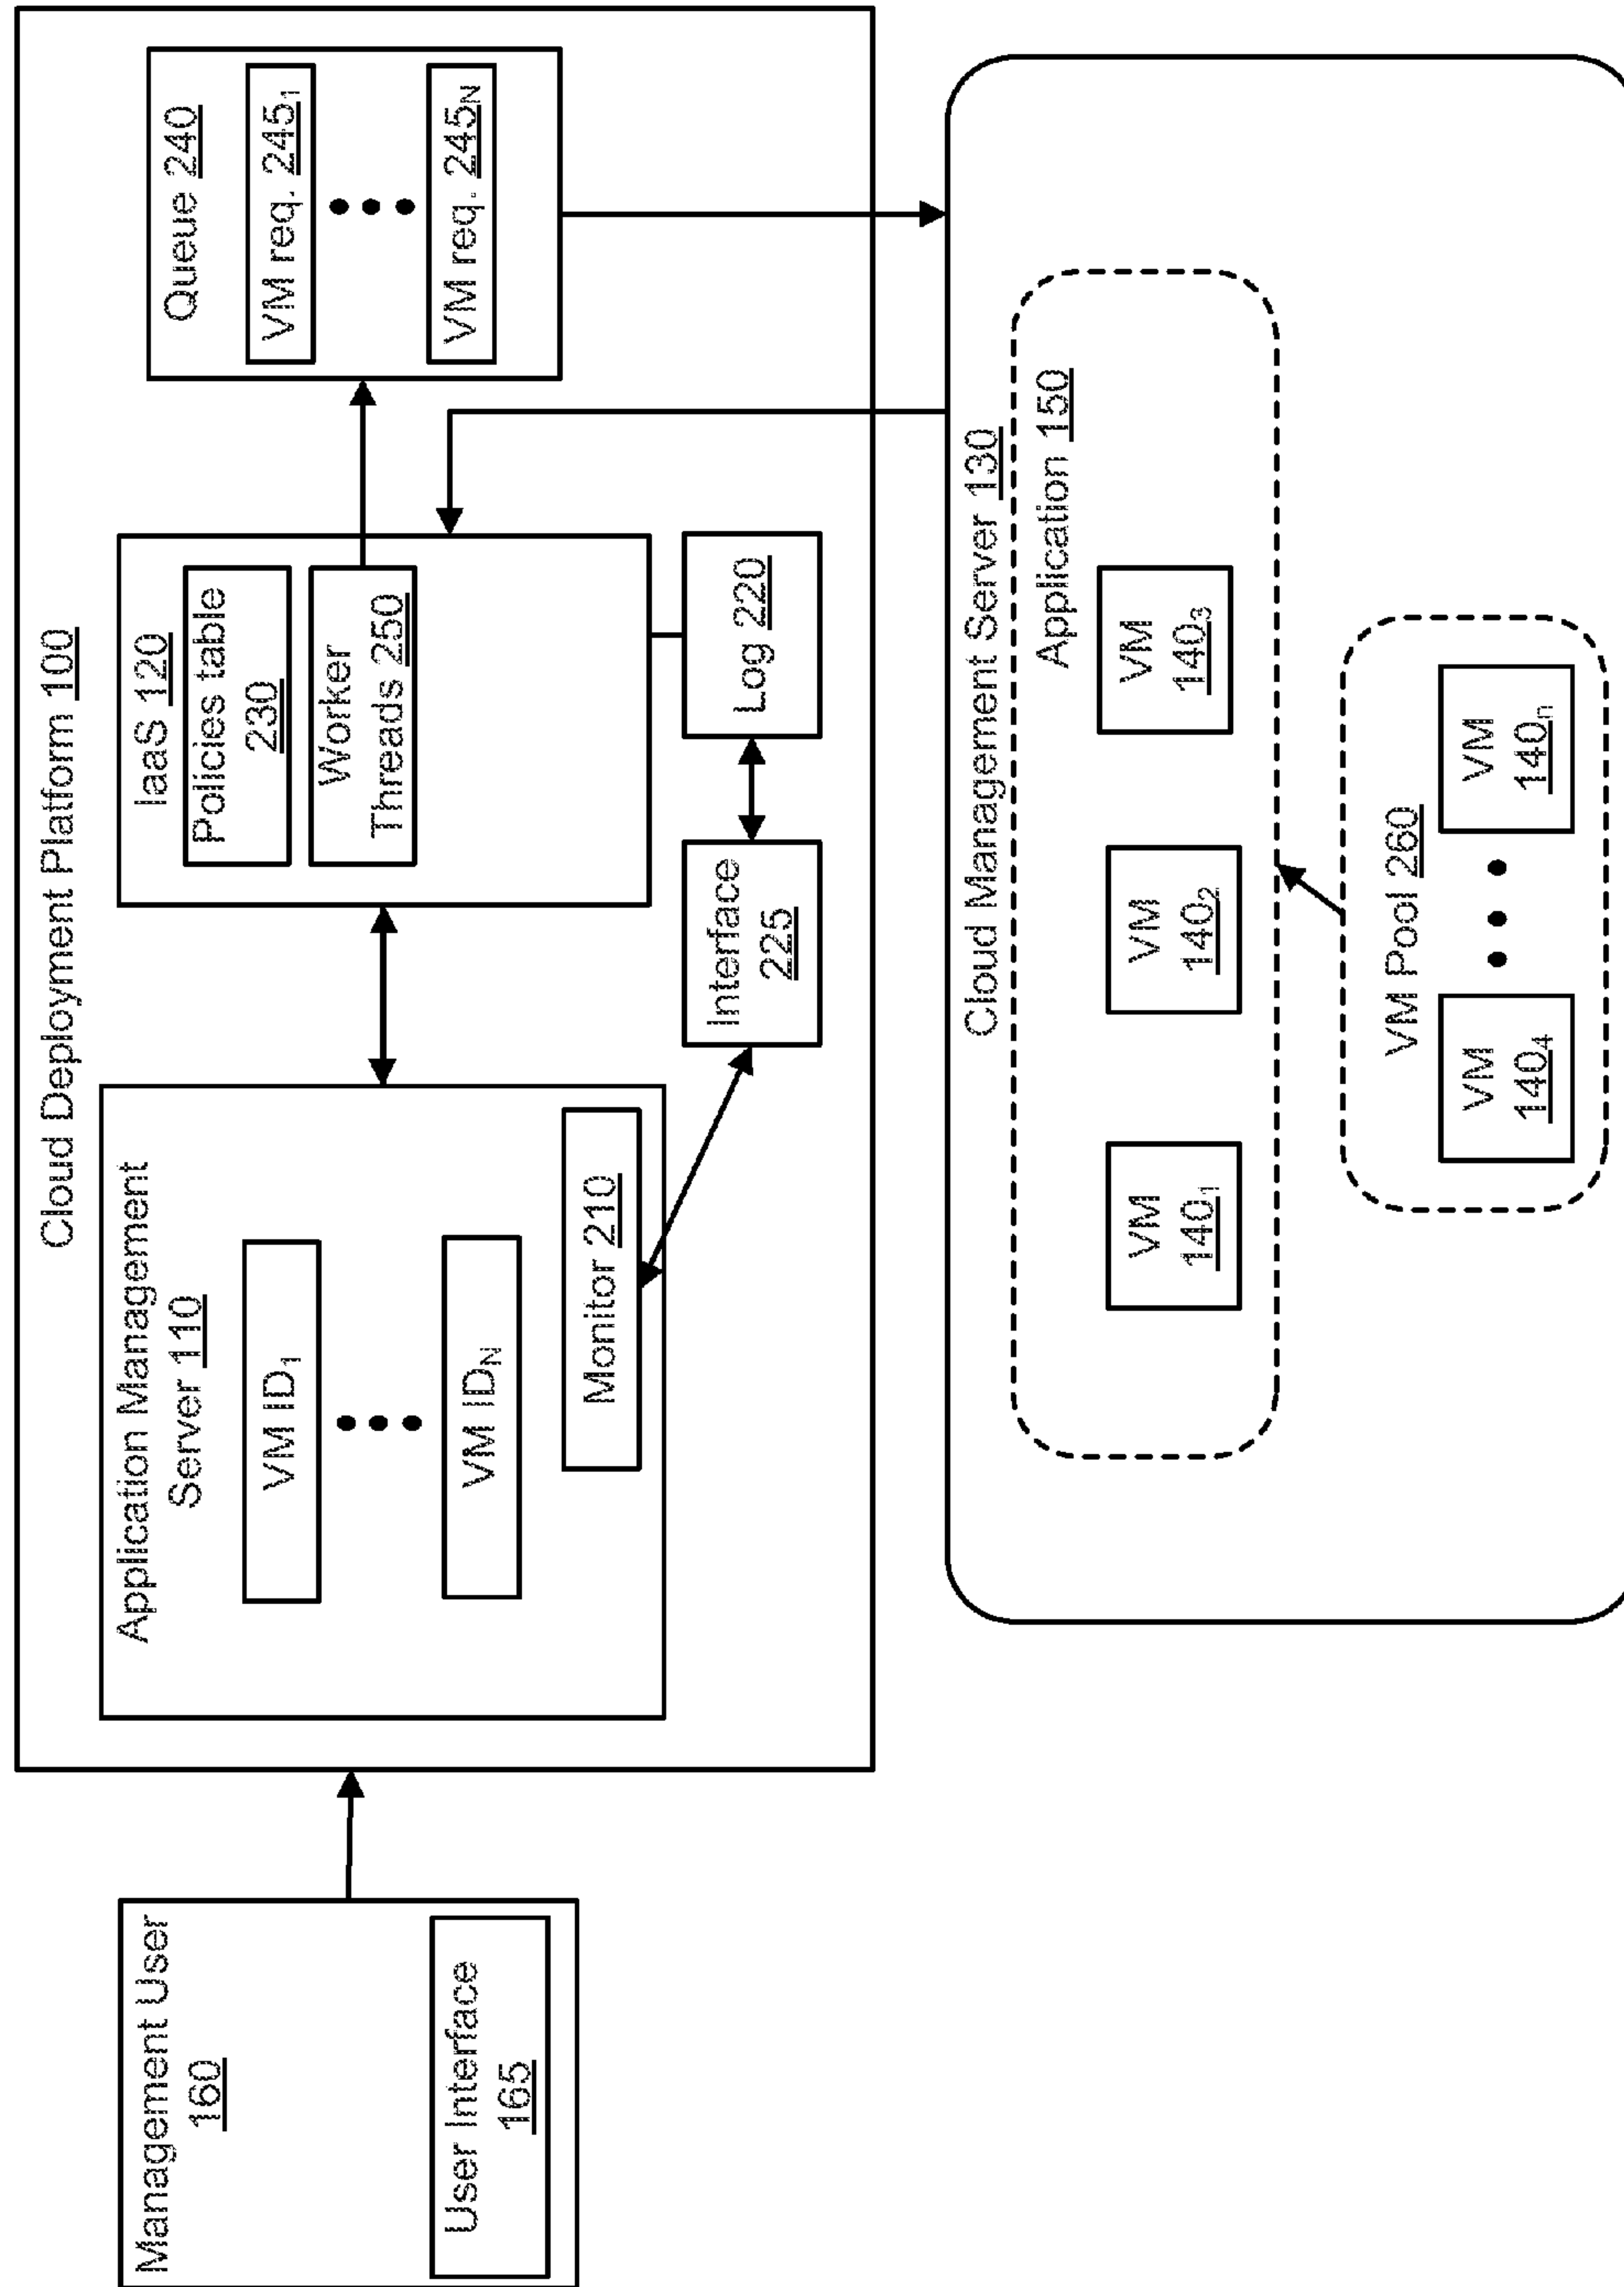 Management User
160
User Interface
165
Cloud Deployment Platform 100
Application Management
Server 110
VM ID₁
VM ID_N
Monitor 210
IaaS 120
Policies table
230
Worker
Threads 250
Interface
225
Log 220
Queue 240
VM req. 245₁
VM req. 245_N
Cloud Management Server 130
Application 150
VM
140₁
VM
140₂
VM
140₃
VM Pool 260
VM
140₄
VM
140ₙ